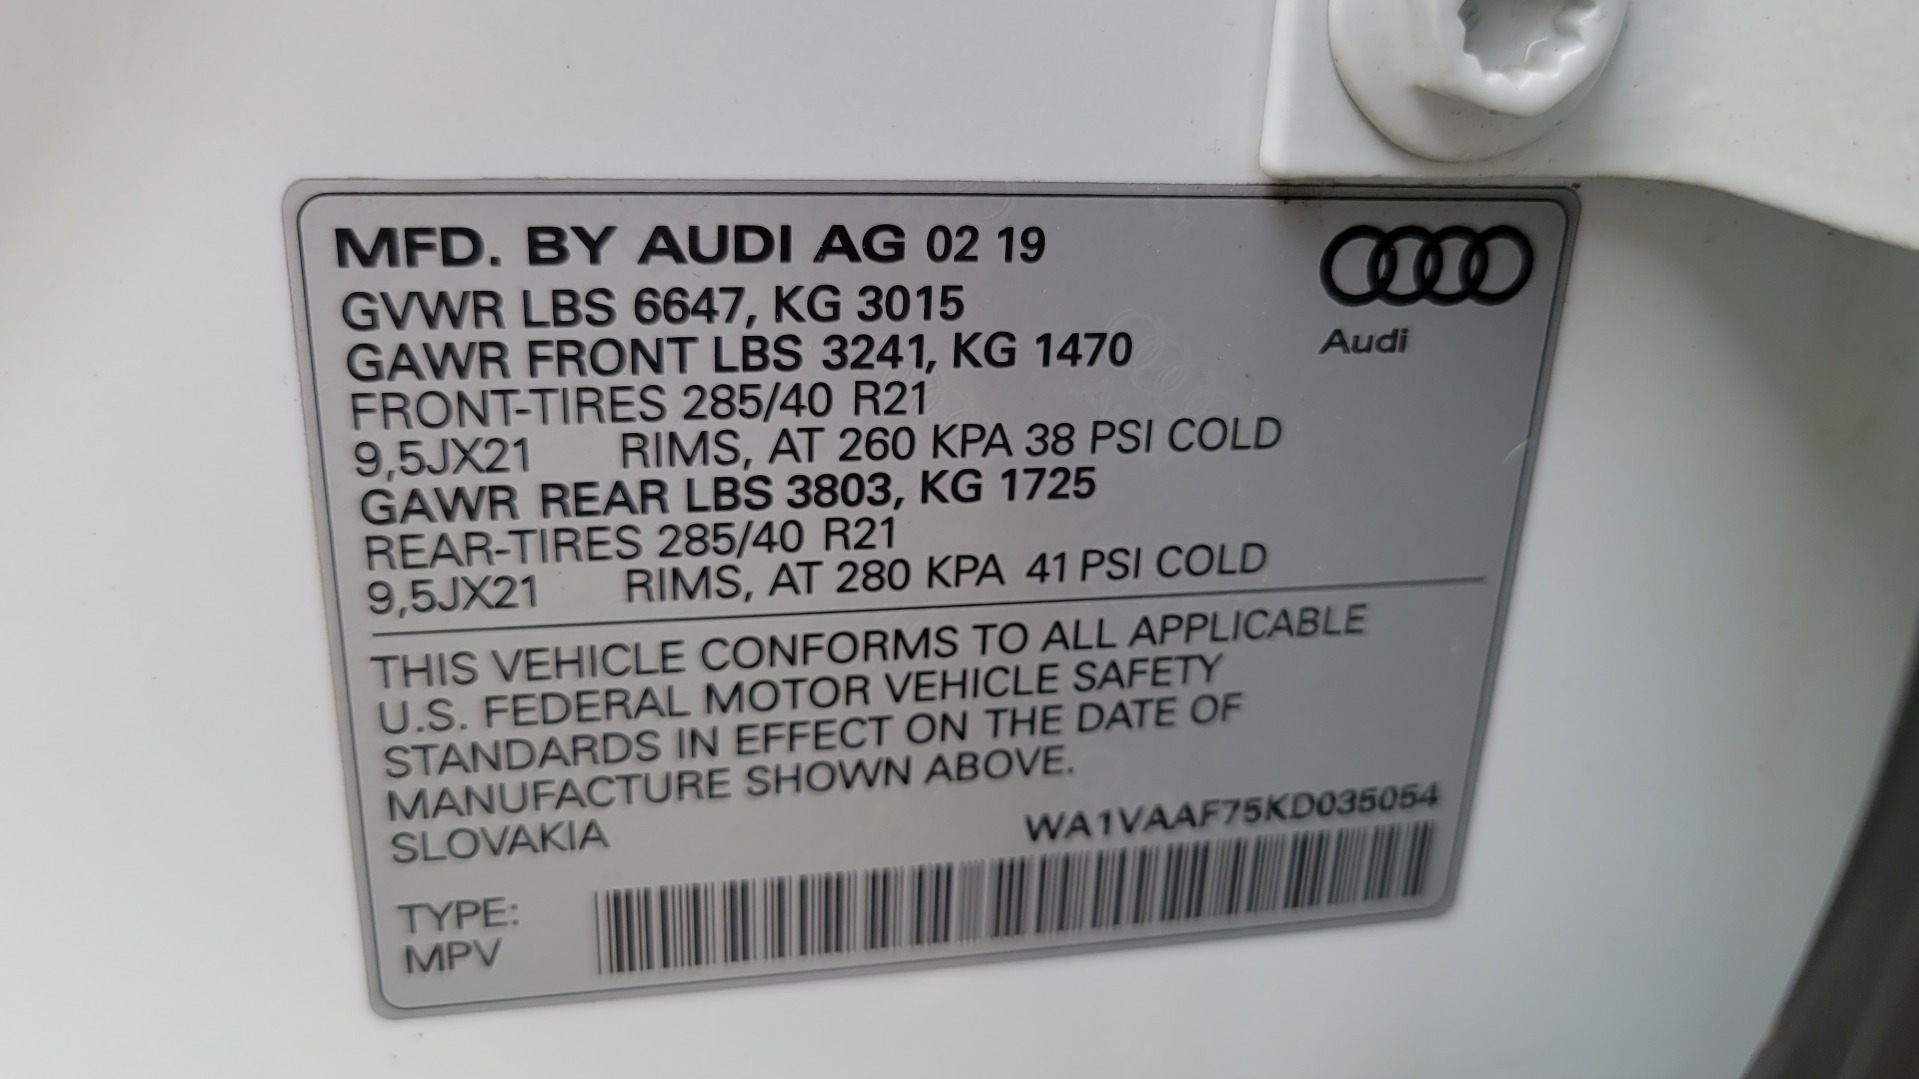 MFD. BY AUDI AG 02 19
GVWR LBS 6647, KG 3015
GAWR FRONT LBS 3241, KG 1470
FRONT-TIRES 285/40 R21
9,5JX21 RIMS, AT 260 KPA 38 PSI COLD
GAWR REAR LBS 3803, KG 1725
REAR-TIRES 285/40 R21
9,5JX21 RIMS, AT 280 KPA 41 PSI COLD
Audi
THIS VEHICLE CONFORMS TO ALL APPLICABLE
U.S. FEDERAL MOTOR VEHICLE SAFETY
STANDARDS IN EFFECT ON THE DATE OF
MANUFACTURE SHOWN ABOVE.
SLOVAKIA
WA1VAAF75KD035054
TYPE:
MPV